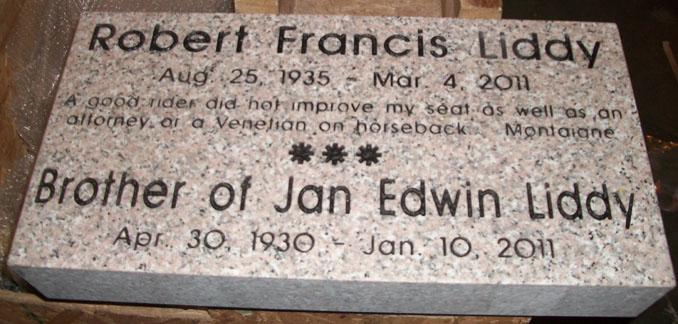 Robert Francis Liddy
Aug. 25, 1935 - Mar. 4, 2011
A good rider did not improve my seat as well as an
attorney or a Venetian on horseback. Montaigne
***
Brother of Jan Edwin Liddy
Apr. 30, 1930 - Jan. 10, 2011